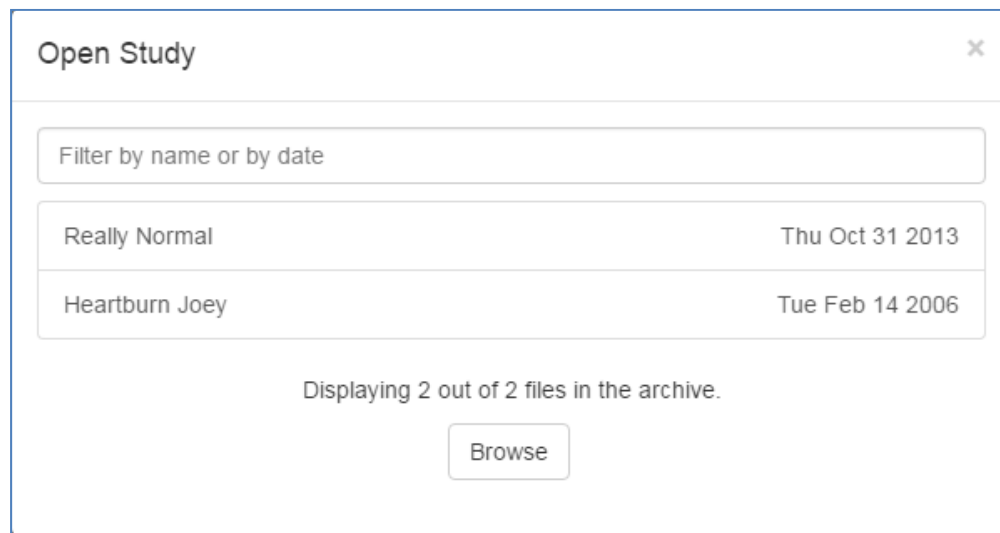 Open Study ×
Filter by name or by date
Really Normal Thu Oct 31 2013
Heartburn Joey Tue Feb 14 2006
Displaying 2 out of 2 files in the archive.
Browse